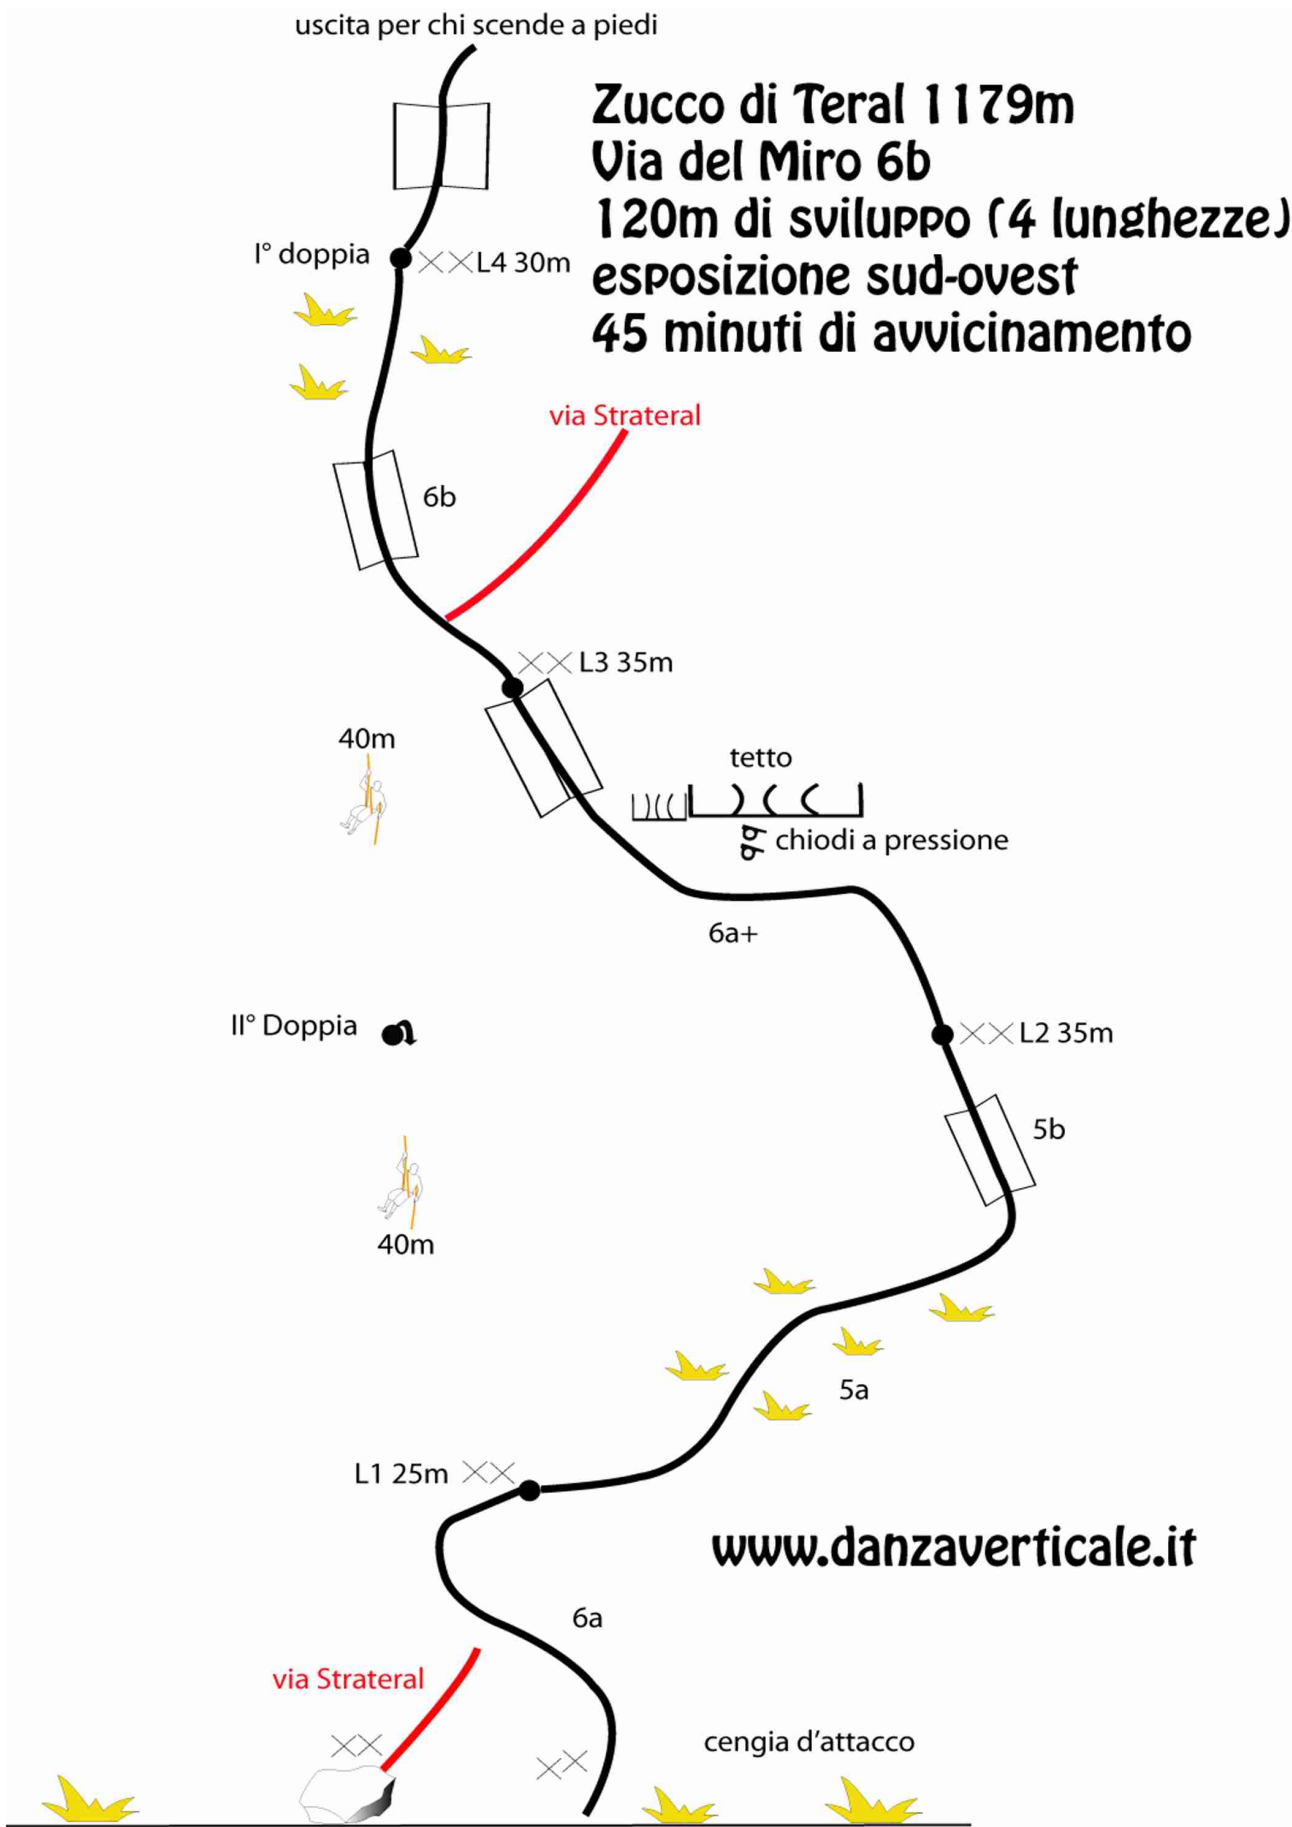 uscita per chi scende a piedi
Zucco di Teral 1179m
Via del Miro 6b
120m di sviluppo (4 lunghezze)
esposizione sud-ovest
45 minuti di avvicinamento
I° doppia
L4 30m
via Strateral
6b
L3 35m
40m
tetto
chiodi a pressione
6a+
II° Doppia
L2 35m
5b
40m
5a
L1 25m
www.danzaverticale.it
6a
via Strateral
cengia d'attacco